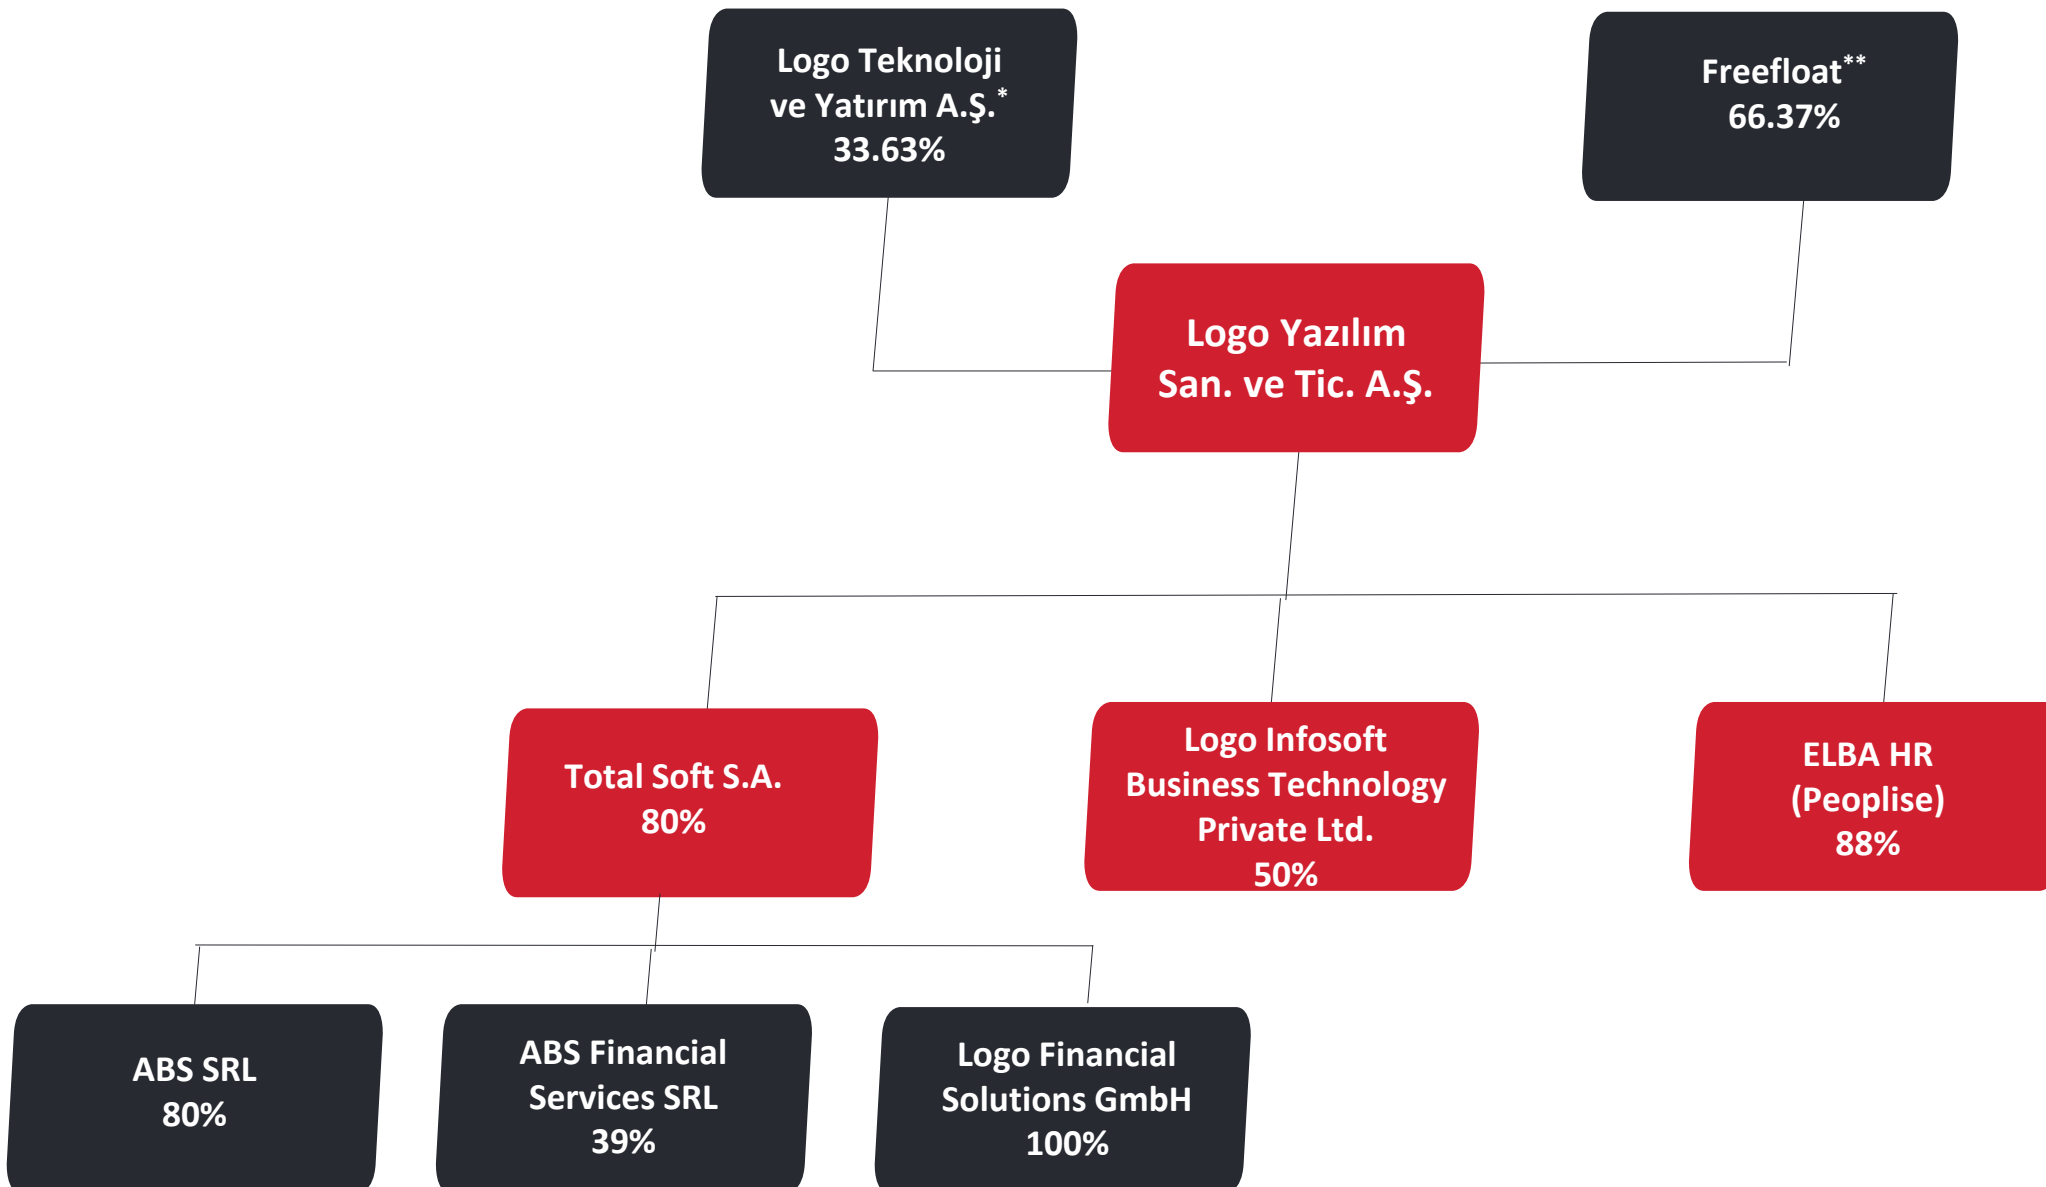 Logo Teknoloji
ve Yatırım A.Ş.*
33.63%
Freefloat**
66.37%
Logo Yazılım
San. ve Tic. A.Ş.
Total Soft S.A.
80%
Logo Infosoft
Business Technology
Private Ltd.
50%
ELBA HR
(Peoplise)
88%
ABS SRL
80%
ABS Financial
Services SRL
39%
Logo Financial
Solutions GmbH
100%